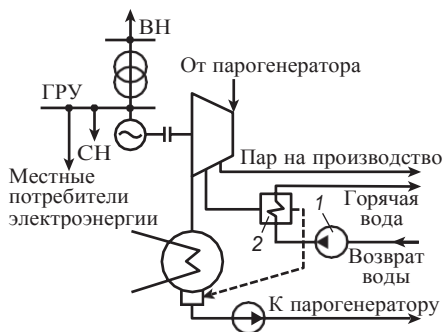 ВН
От парогенератора
ГРУ
СН
Пар на производство
Местные
потребители
электроэнергии
Горячая
вода
1
2
Возврат
воды
К парогенератору